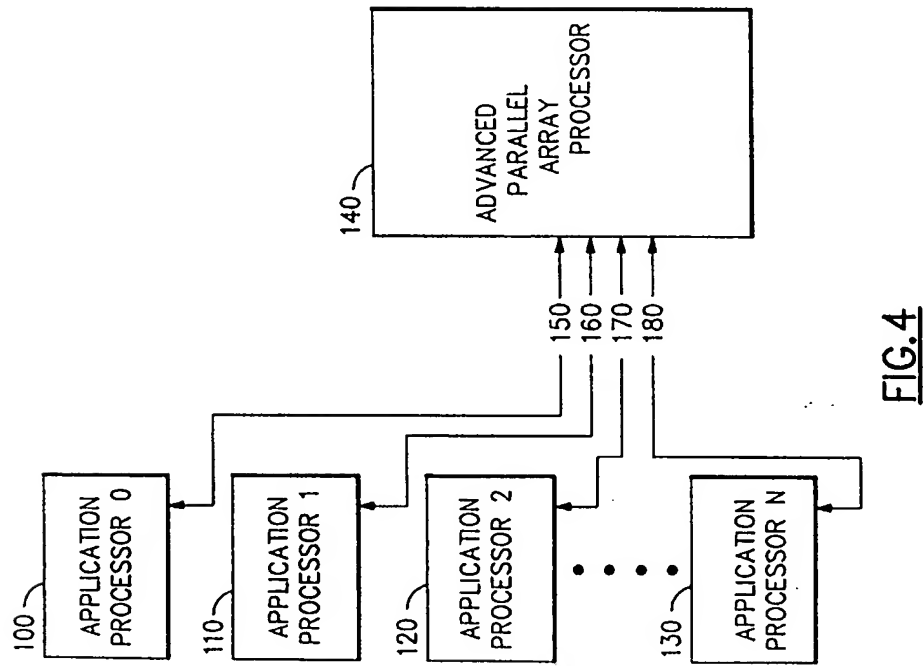 100
APPLICATION
PROCESSOR 0
110
APPLICATION
PROCESSOR 1
120
APPLICATION
PROCESSOR 2
130
APPLICATION
PROCESSOR N
140
ADVANCED
PARALLEL
ARRAY
PROCESSOR
150
160
170
180
FIG.4